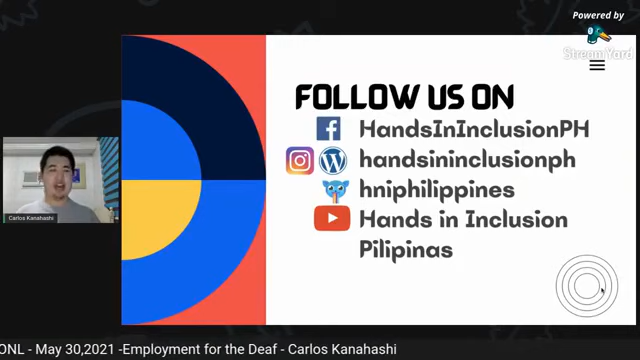 Powered by
StreamYard
FOLLOW US ON
HandsInInclusionPH
handsininclusionph
hniphilippines
Hands in Inclusion
Pilipinas
Carlos Kanahashi
ONL - May 30,2021 -Employment for the Deaf - Carlos Kanahashi